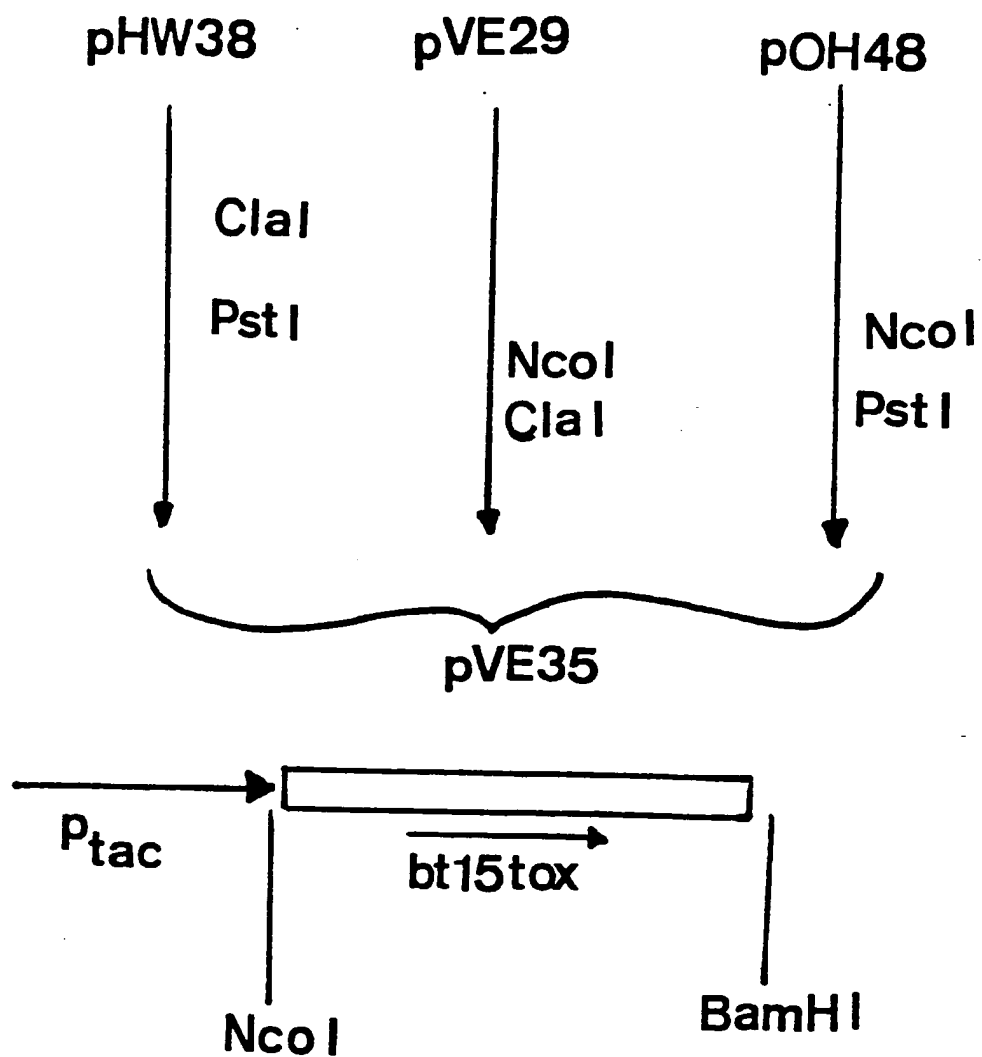 pHW38
pVE29
pOH48
ClaI
PstI
NcoI
ClaI
NcoI
PstI
pVE35
Ptac
bt15tox
NcoI
BamHI